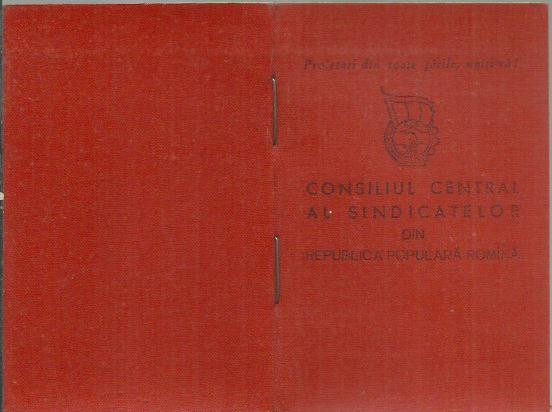 Proletari din toate țările, uniți-vă!
CONSILIUL CENTRAL
AL SINDICATELOR
DIN
REPUBLICA POPULARĂ ROMÎNĂ